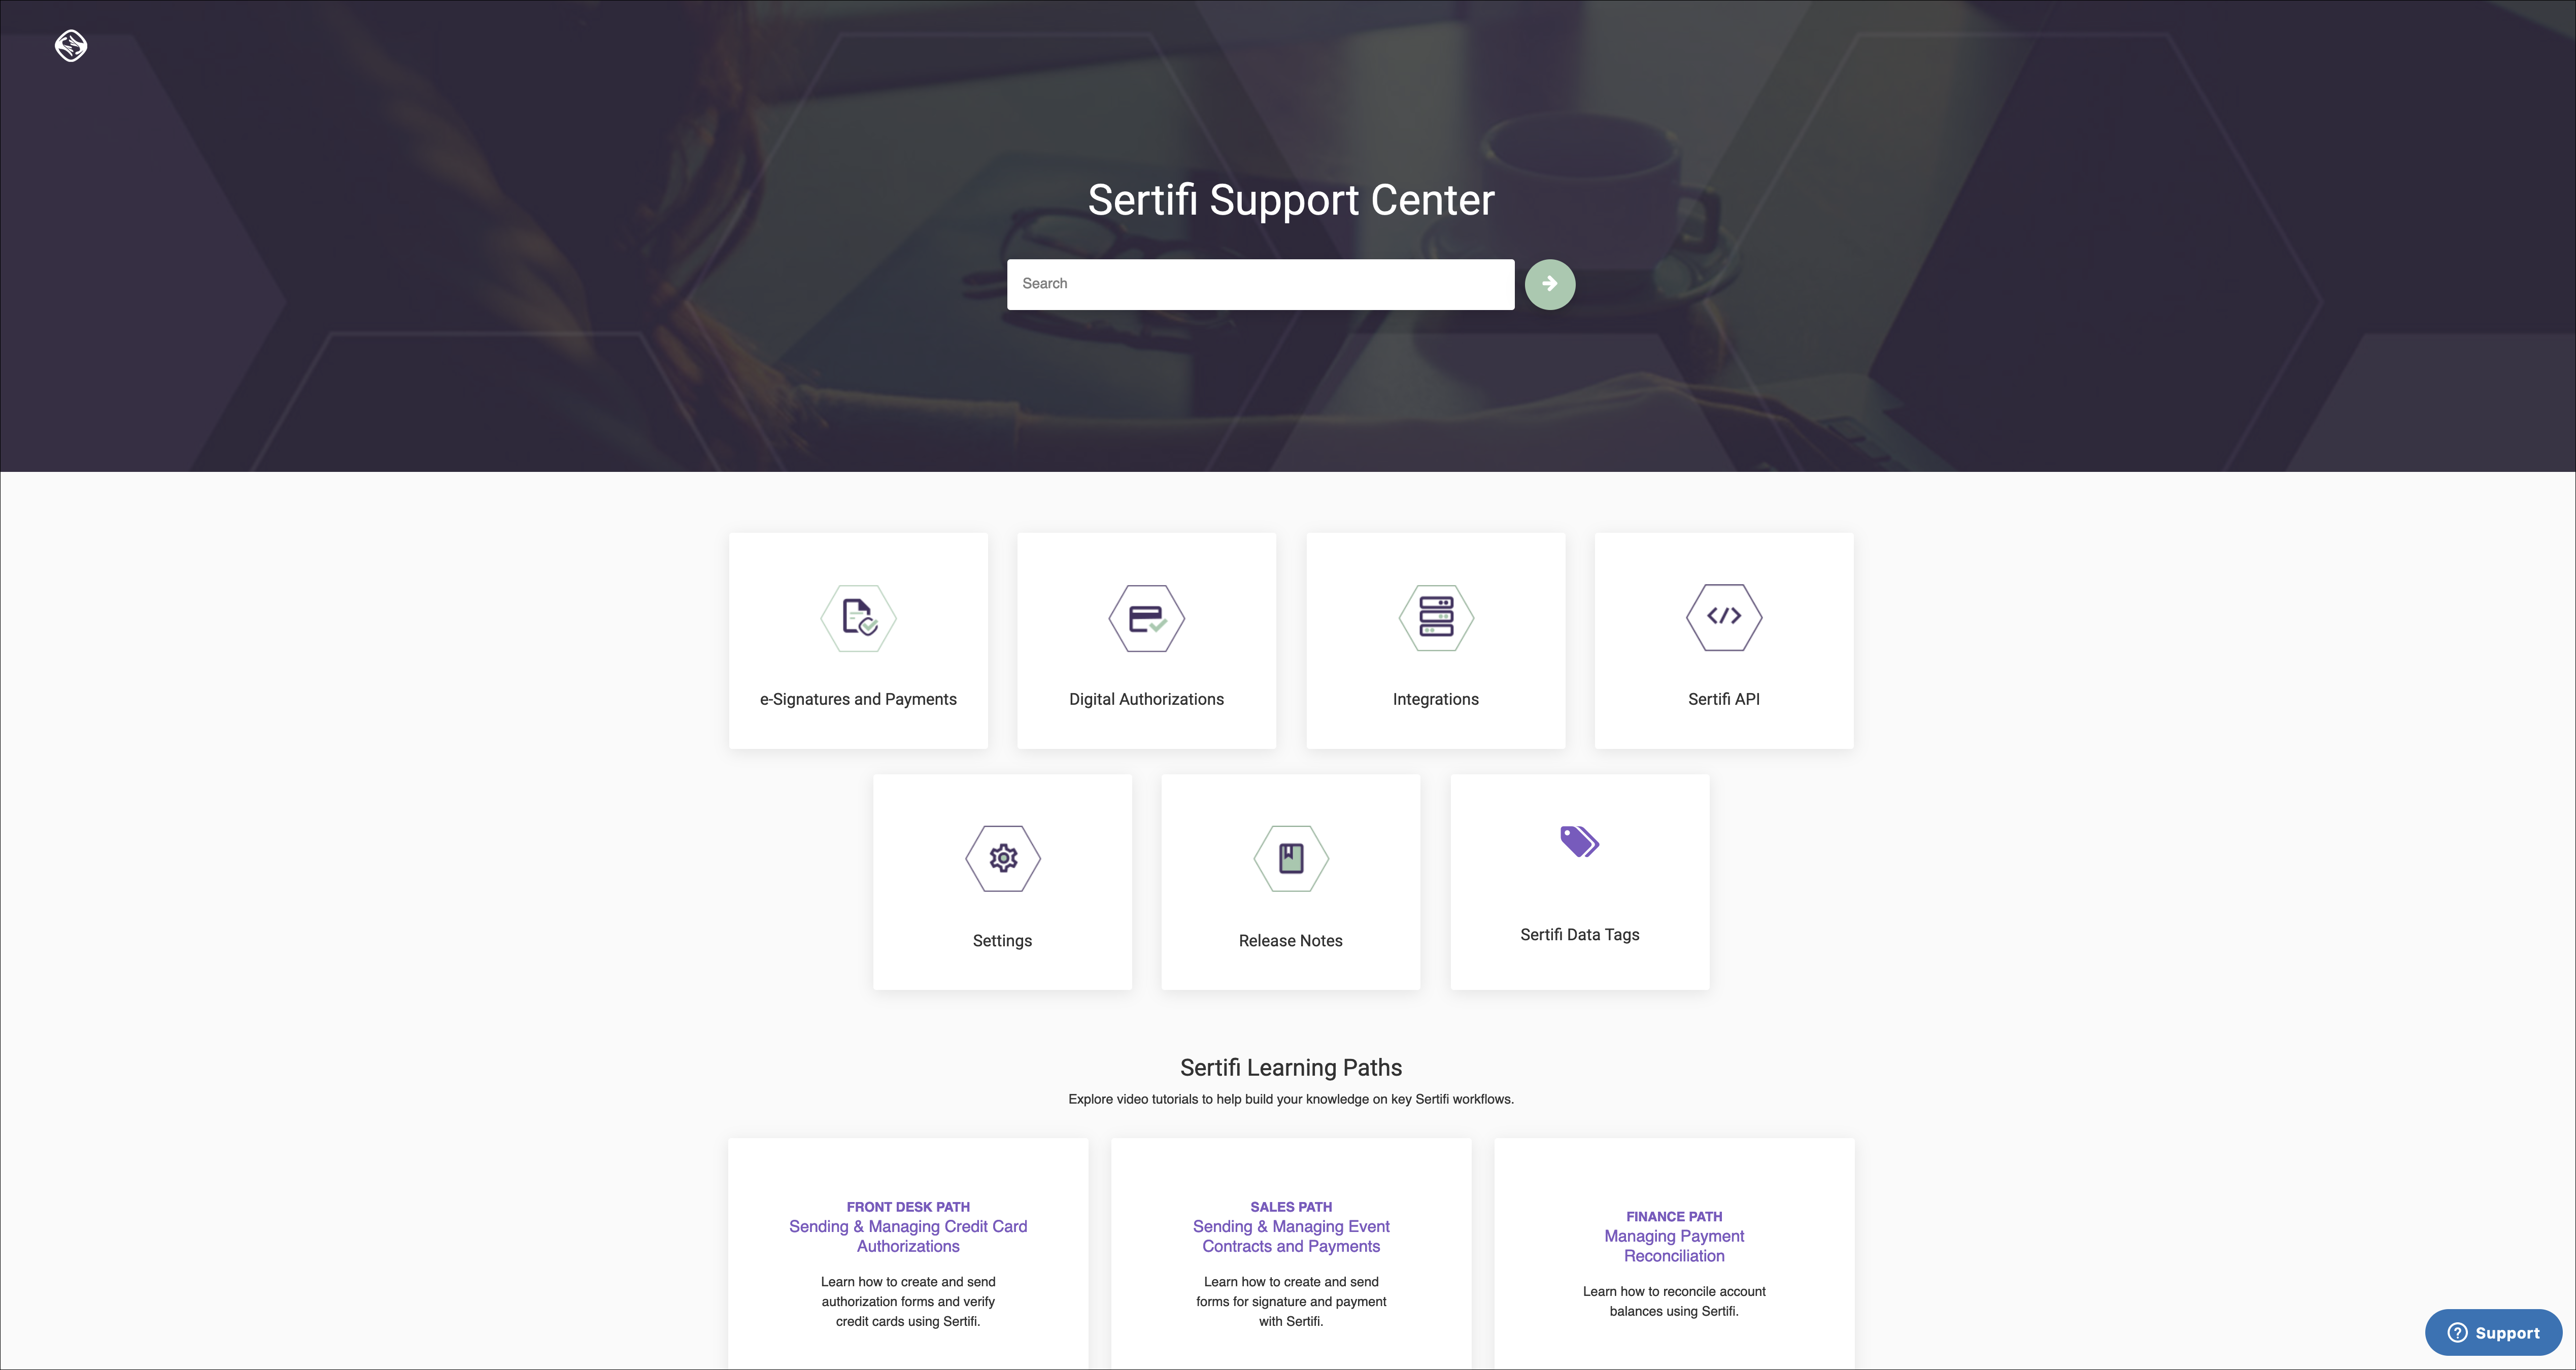 Sertifi Support Center
Search
e-Signatures and Payments
Digital Authorizations
Integrations
Sertifi API
Settings
Release Notes
Sertifi Data Tags
Sertifi Learning Paths
Explore video tutorials to help build your knowledge on key Sertifi workflows.
FRONT DESK PATH
Sending & Managing Credit Card
Authorizations
Learn how to create and send
authorization forms and verify
credit cards using Sertifi.
SALES PATH
Sending & Managing Event
Contracts and Payments
Learn how to create and send
forms for signature and payment
with Sertifi.
FINANCE PATH
Managing Payment
Reconciliation
Learn how to reconcile account
balances using Sertifi.
Support